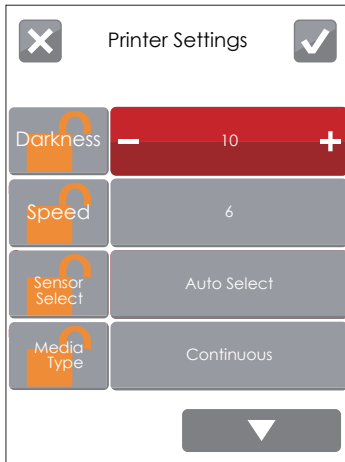 Printer Settings
Darkness
10
Speed
6
Sensor
Select
Auto Select
Media
Type
Continuous